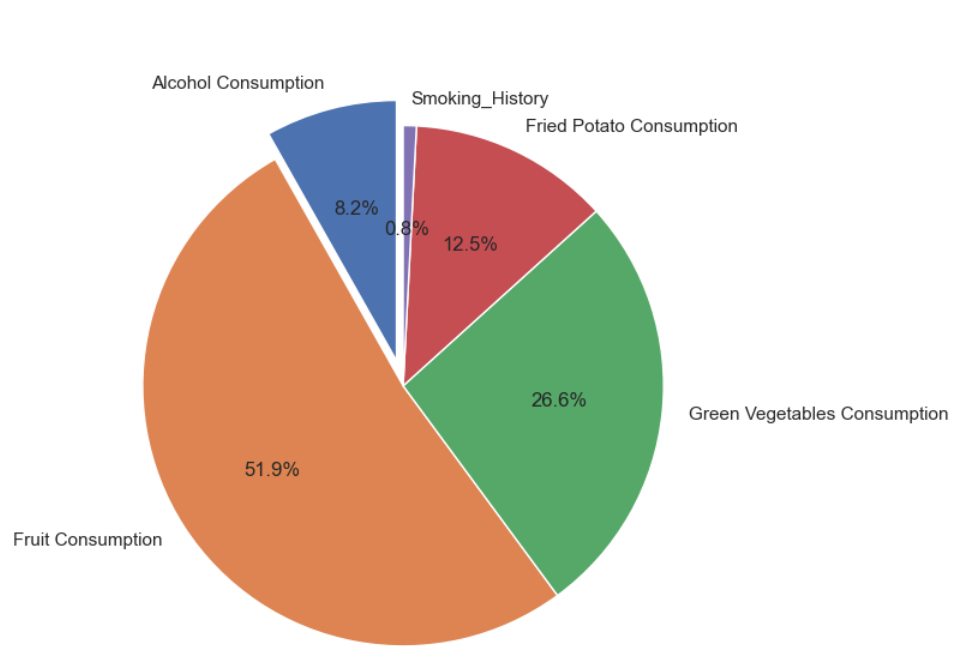 Alcohol Consumption
Smoking_History
Fried Potato Consumption
8.2%
0.8%
12.5%
26.6%
Green Vegetables Consumption
51.9%
Fruit Consumption